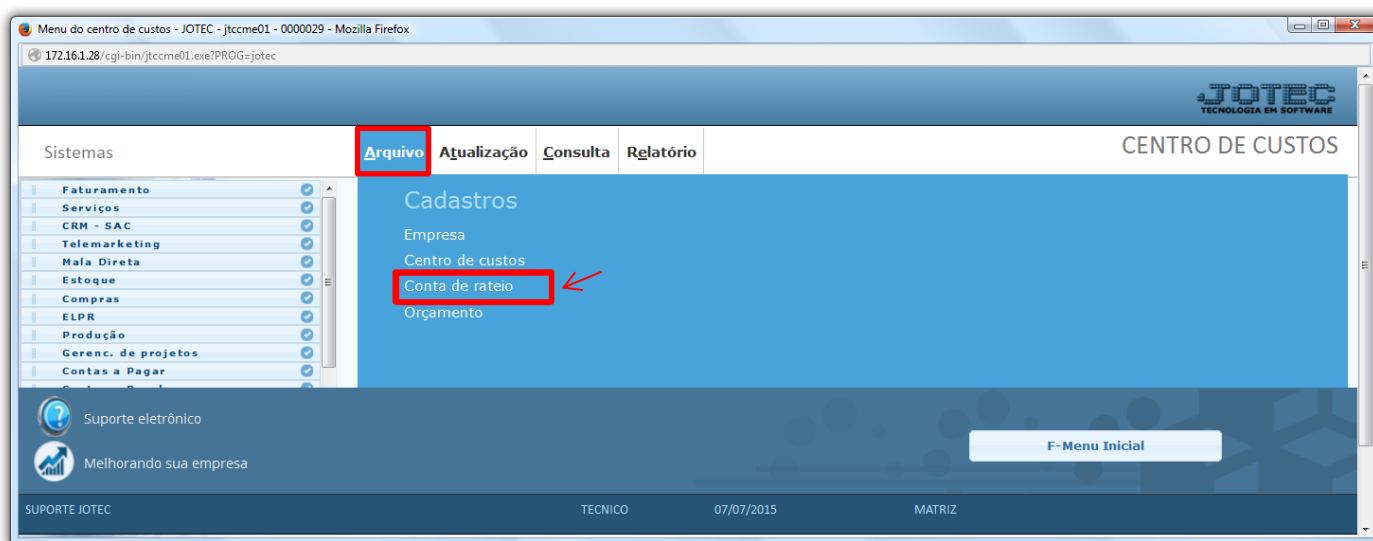 Menu do centro de custos - JOTEC - jtccme01 - 0000029 - Mozilla Firefox
172.16.1.28/cgi-bin/jtccme01.exe?PROG=jotec
JOTEC
TECNOLOGIA EM SOFTWARE
Sistemas
Arquivo Atualização Consulta Relatório
CENTRO DE CUSTOS
Faturamento
Serviços
CRM - SAC
Telemarketing
Mala Direta
Estoque
Compras
ELPR
Produção
Gerenc. de projetos
Contas a Pagar
Cadastros
Empresa
Centro de custos
Conta de rateio
Orçamento
Suporte eletrônico
Melhorando sua empresa
F-Menu Inicial
SUPORTE JOTEC TECNICO 07/07/2015 MATRIZ